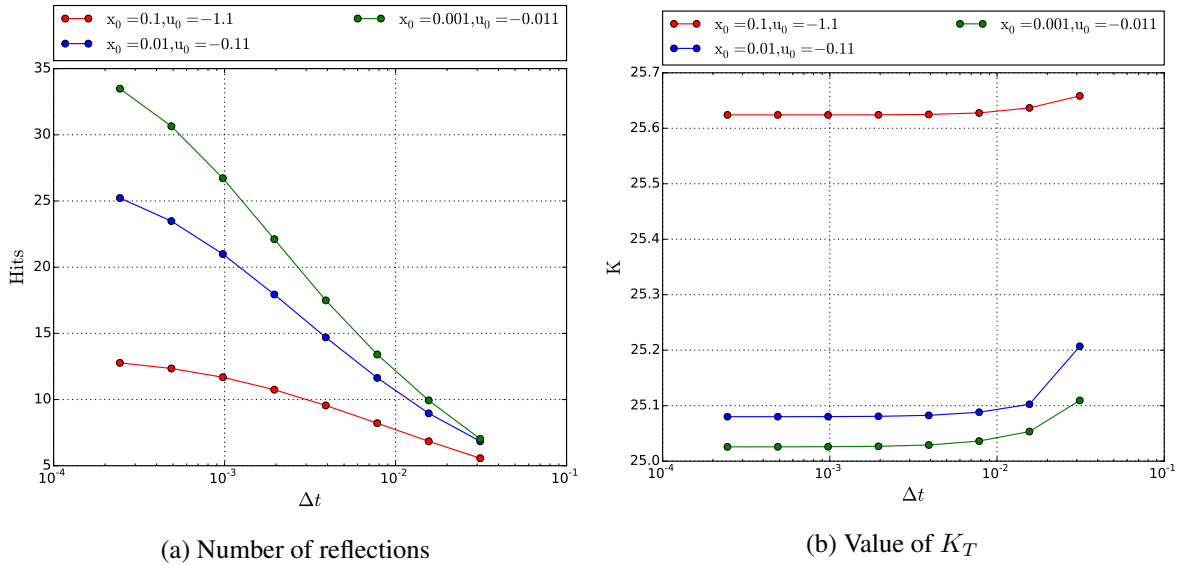 x₀ =0.1,u₀ =−1.1
x₀ =0.001,u₀ =−0.011
x₀ =0.01,u₀ =−0.11
35
30
25
20
15
10
5
Hits
10⁻⁴
10⁻³
10⁻²
10⁻¹
Δt
(a) Number of reflections
x₀ =0.1,u₀ =−1.1
x₀ =0.001,u₀ =−0.011
x₀ =0.01,u₀ =−0.11
25.7
25.6
25.5
25.4
25.3
25.2
25.1
25.0
K
10⁻⁴
10⁻³
10⁻²
10⁻¹
Δt
(b) Value of K_T